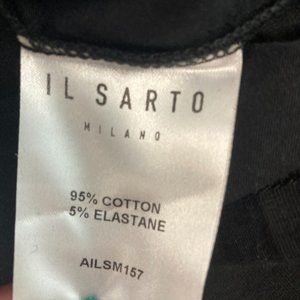 IL SARTO
MILANO
95% COTTON
5% ELASTANE
AILSM157